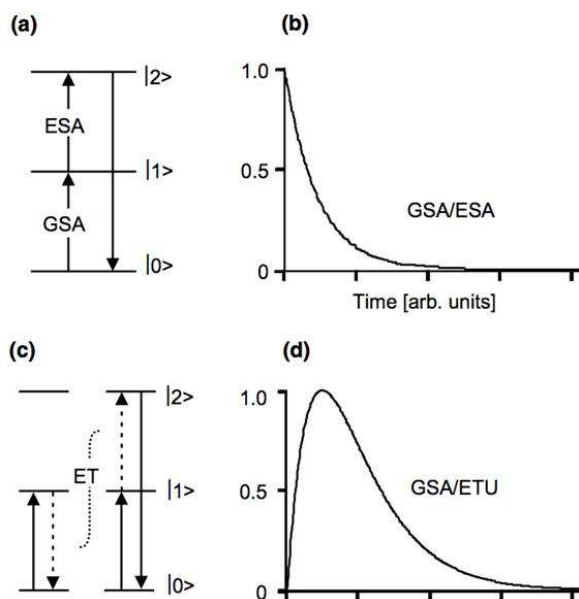 (a)
|2>
ESA
|1>
GSA
|0>
(b)
1.0
0.5
0
GSA/ESA
Time [arb. units]
(c)
|2>
ET
|1>
|0>
(d)
1.0
0.5
0
GSA/ETU